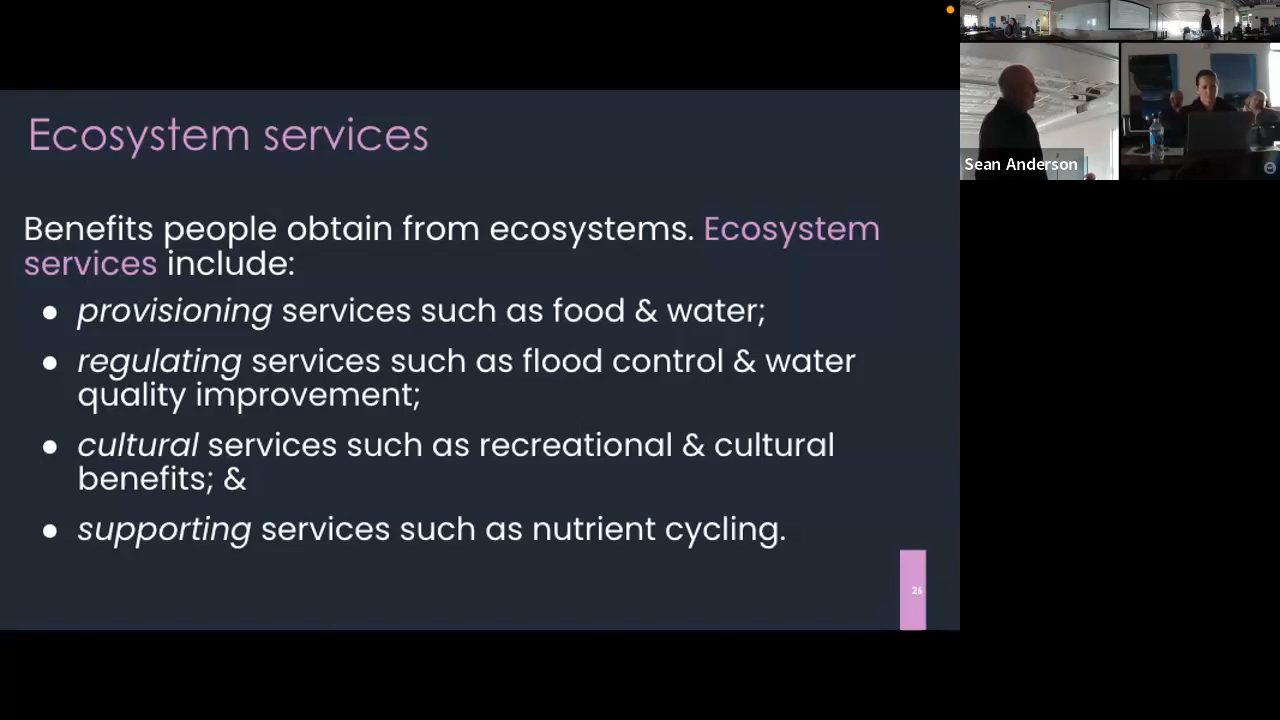 Ecosystem services
Benefits people obtain from ecosystems. Ecosystem
services include:
● provisioning services such as food & water;
● regulating services such as flood control & water
quality improvement;
● cultural services such as recreational & cultural
benefits; &
● supporting services such as nutrient cycling.
26
Sean Anderson